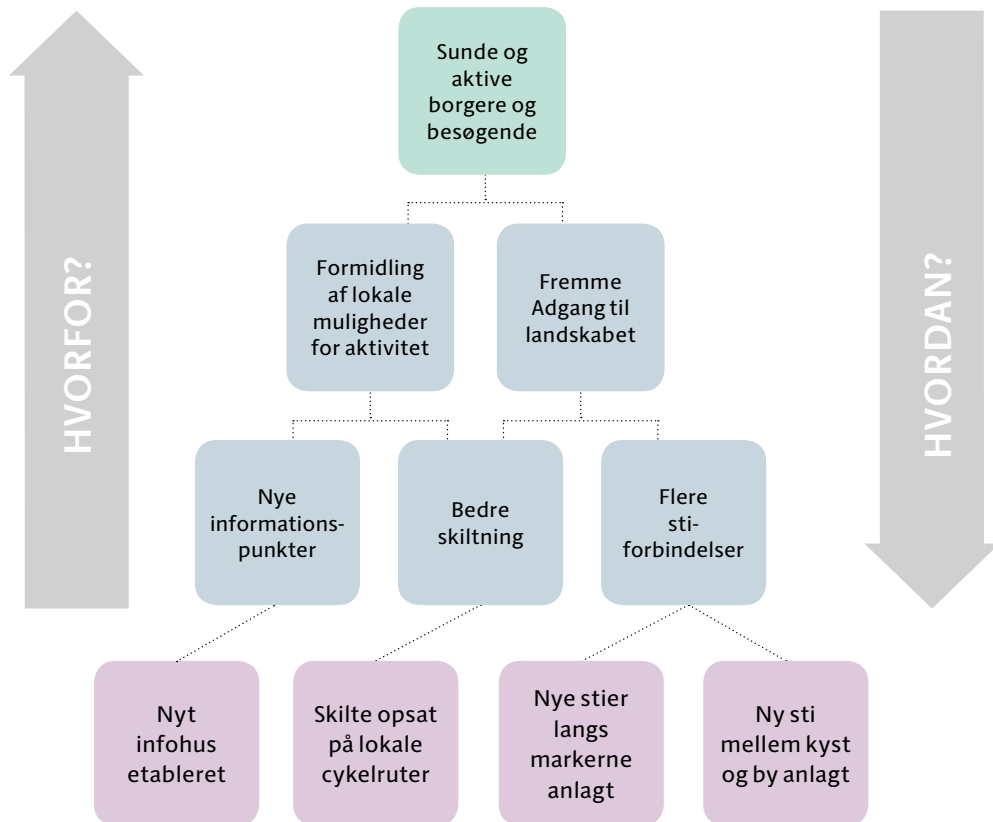 Sunde og
aktive
borgere og
besøgende
HVORFOR?
HVORDAN?
Formidling
af lokale
muligheder
for aktivitet
Fremme
Adgang til
landskabet
Nye
informations-
punkter
Bedre
skiltning
Flere
sti-
forbindelser
Nyt
infohus
etableret
Skilte opsat
på lokale
cykelruter
Nye stier
langs
markerne
anlagt
Ny sti
mellem kyst
og by anlagt